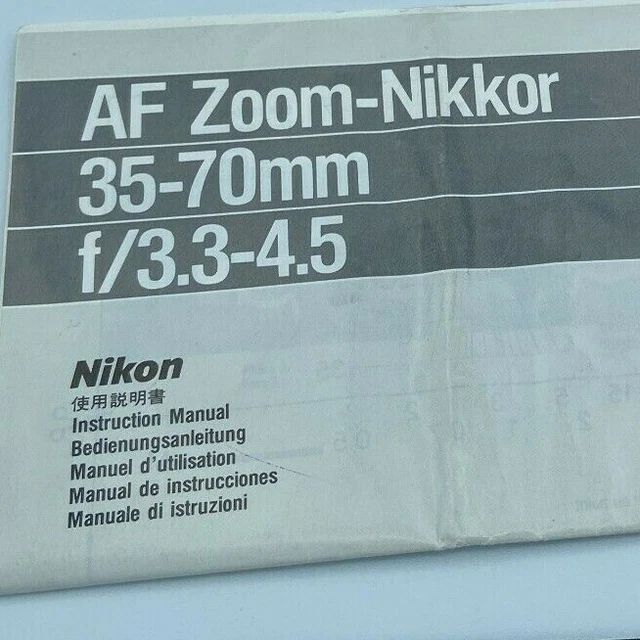 AF Zoom-Nikkor
35-70mm
f/3.3-4.5
Nikon
使用説明書
Instruction Manual
Bedienungsanleitung
Manuel d'utilisation
Manual de instrucciones
Manuale di istruzioni